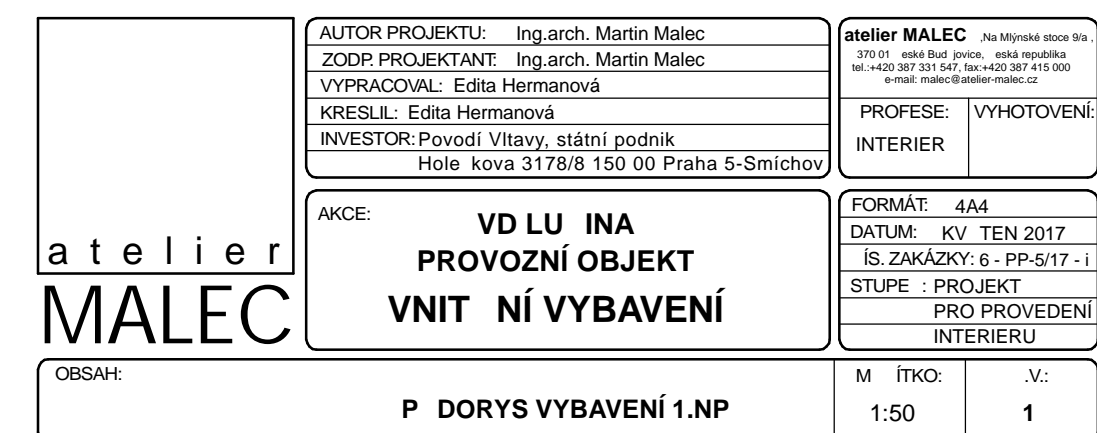 atelier
MALEC
AUTOR PROJEKTU: Ing.arch. Martin Malec
ZODP. PROJEKTANT: Ing.arch. Martin Malec
VYPRACOVAL: Edita Hermanová
KRESLIL: Edita Hermanová
INVESTOR: Povodí Vltavy, státní podnik
Hole kova 3178/8 150 00 Praha 5-Smíchov
atelier MALEC ,Na Mlýnské stoce 9/a ,
370 01 eské Bud jovice, eská republika
tel.:+420 387 331 547, fax:+420 387 415 000
e-mail: malec@atelier-malec.cz
PROFESE: VYHOTOVENÍ:
INTERIER
AKCE:
VD LU INA
PROVOZNÍ OBJEKT
VNIT NÍ VYBAVENÍ
FORMÁT: 4A4
DATUM: KV TEN 2017
ÍS. ZAKÁZKY: 6 - PP-5/17 - i
STUPE : PROJEKT
PRO PROVEDENÍ
INTERIERU
OBSAH:
P DORYS VYBAVENÍ 1.NP
M ÍTKO: .V.:
1:50 1